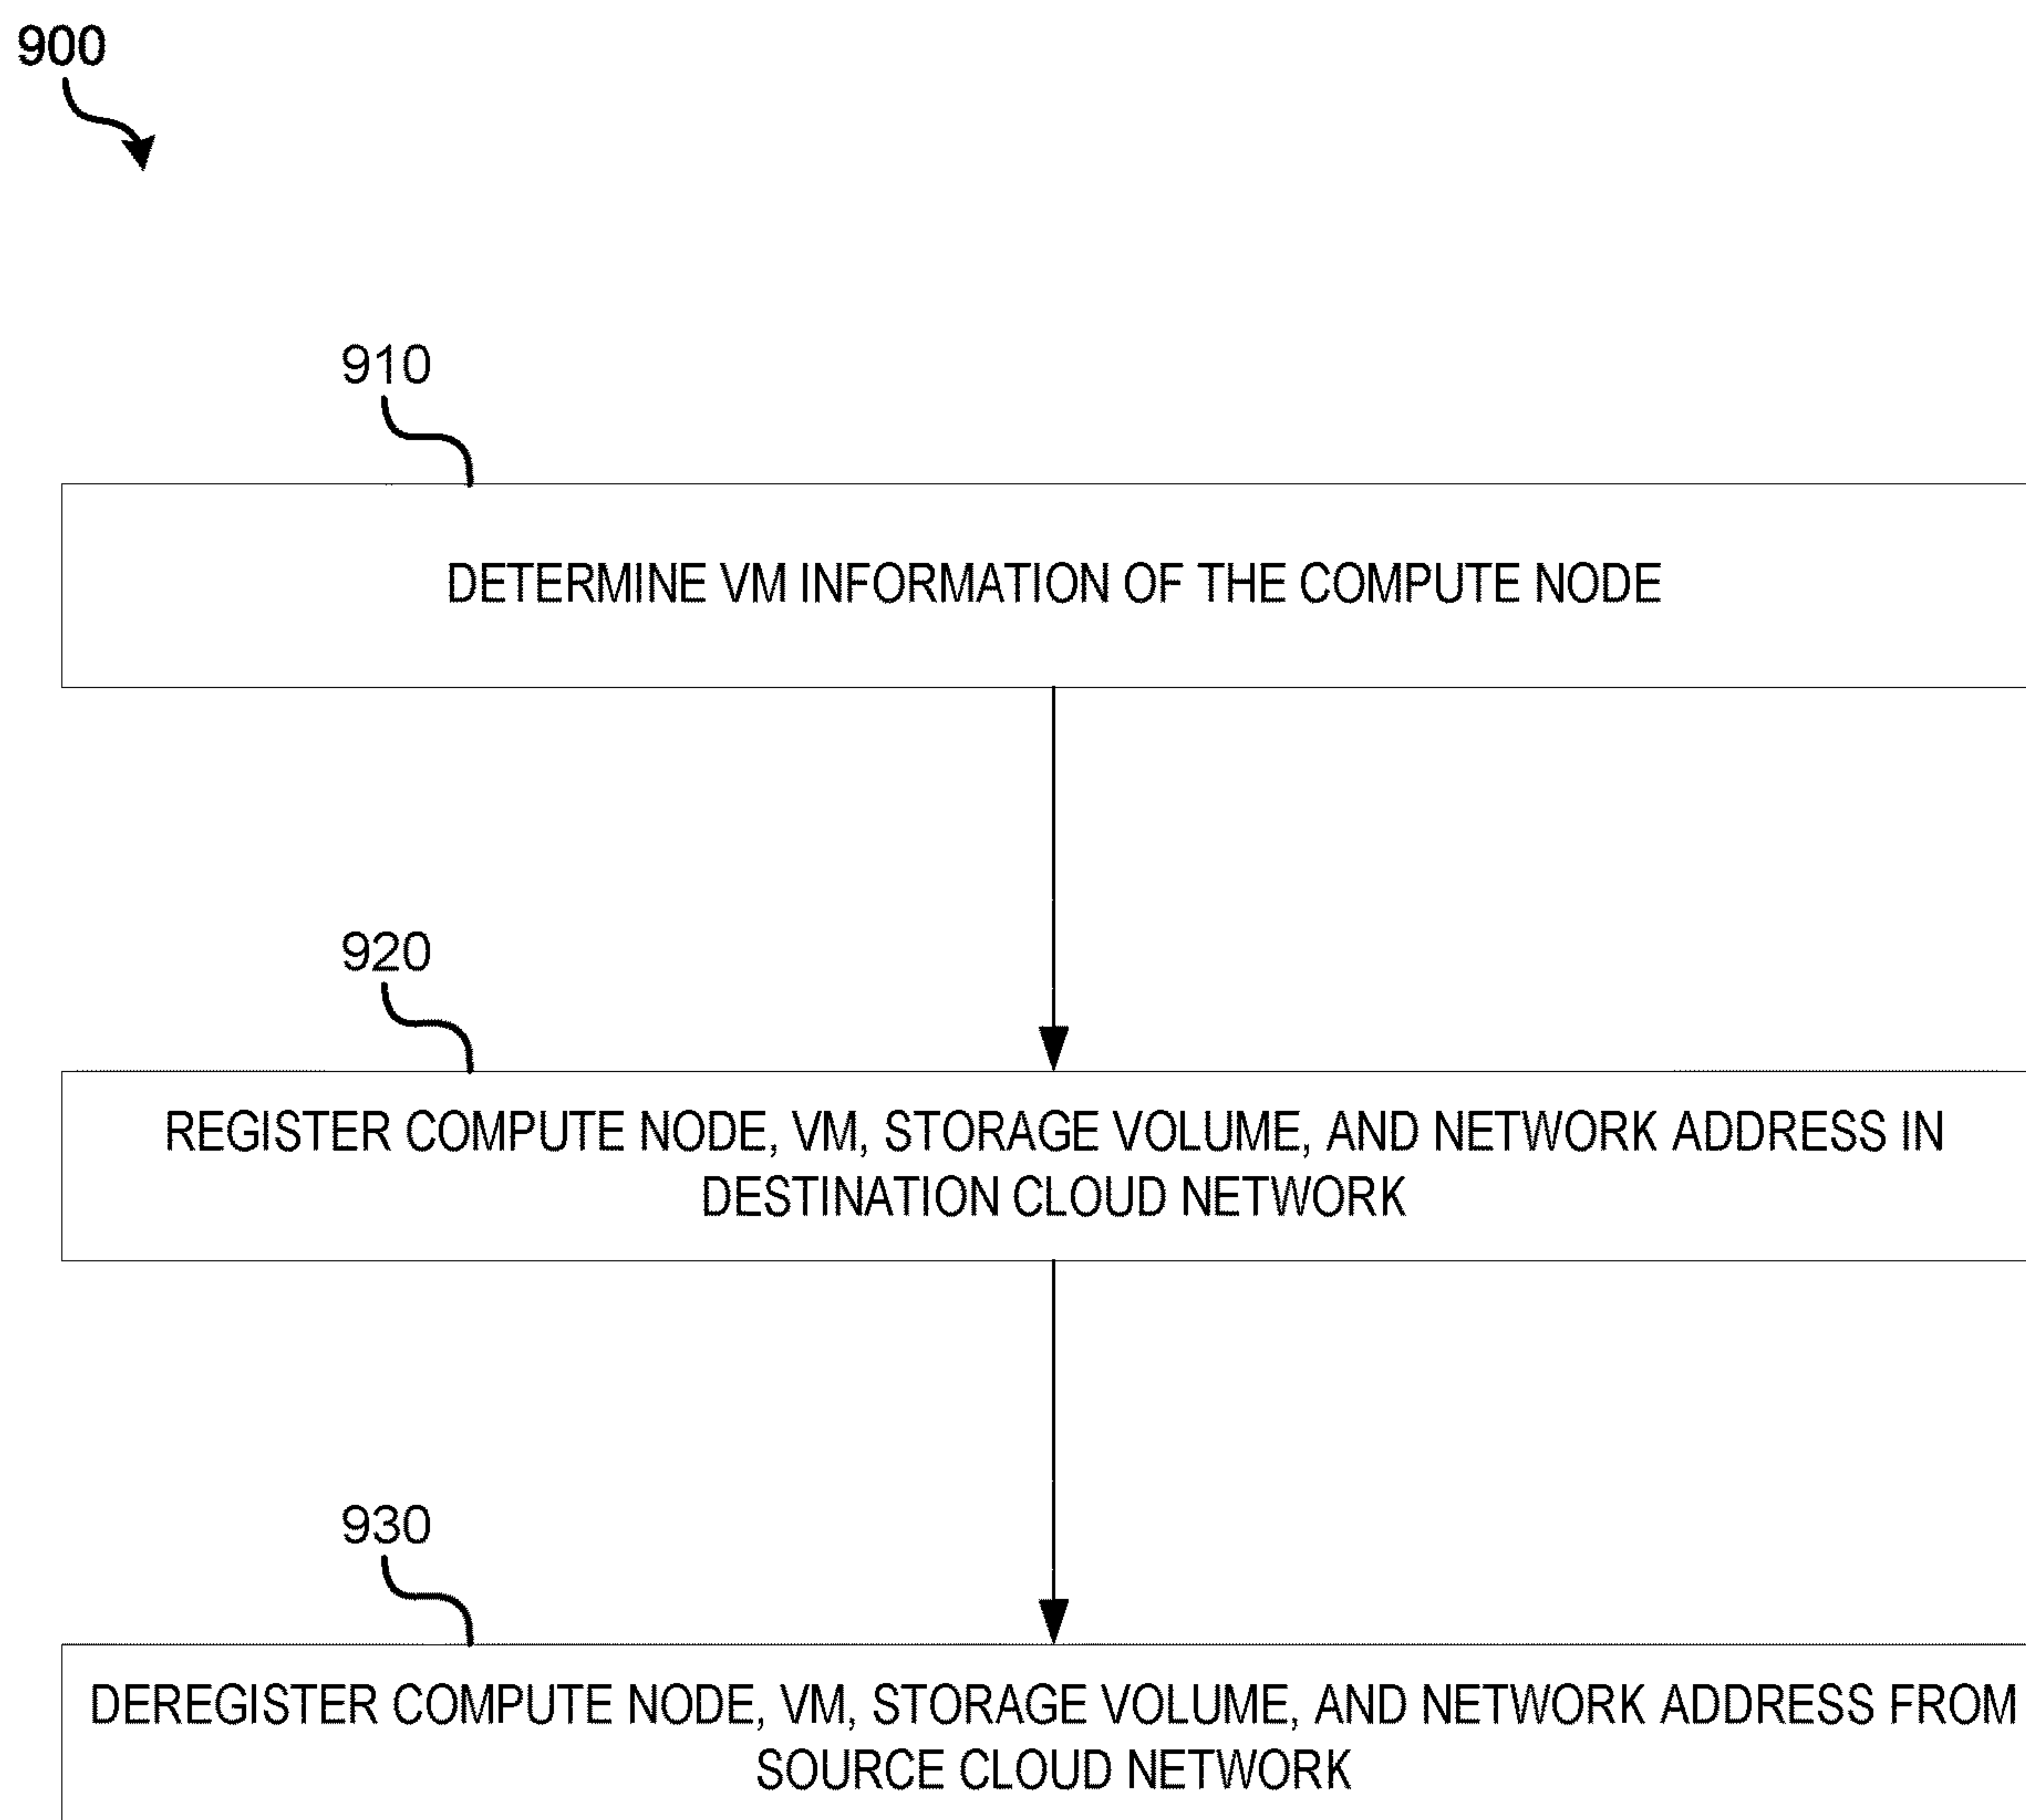 900
910
DETERMINE VM INFORMATION OF THE COMPUTE NODE
920
REGISTER COMPUTE NODE, VM, STORAGE VOLUME, AND NETWORK ADDRESS IN
DESTINATION CLOUD NETWORK
930
DEREGISTER COMPUTE NODE, VM, STORAGE VOLUME, AND NETWORK ADDRESS FROM
SOURCE CLOUD NETWORK